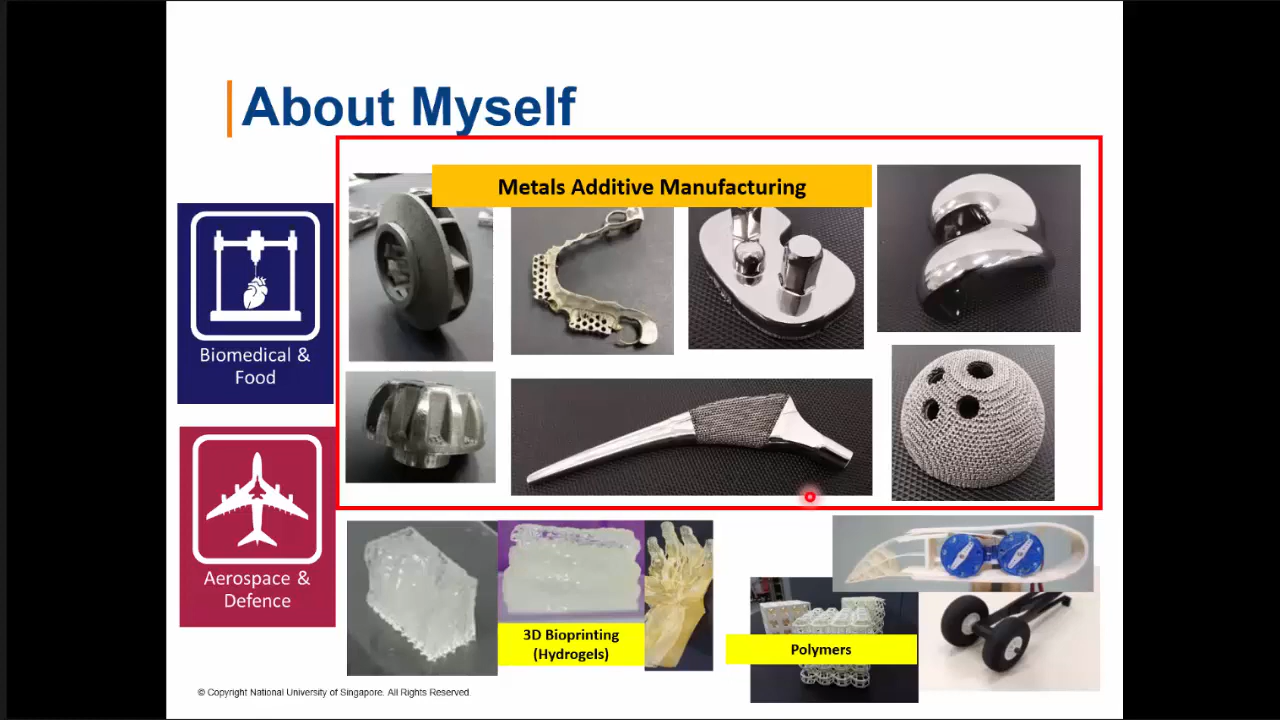 About Myself
Metals Additive Manufacturing
Biomedical &
Food
Aerospace &
Defence
3D Bioprinting
(Hydrogels)
Polymers
© Copyright National University of Singapore. All Rights Reserved.